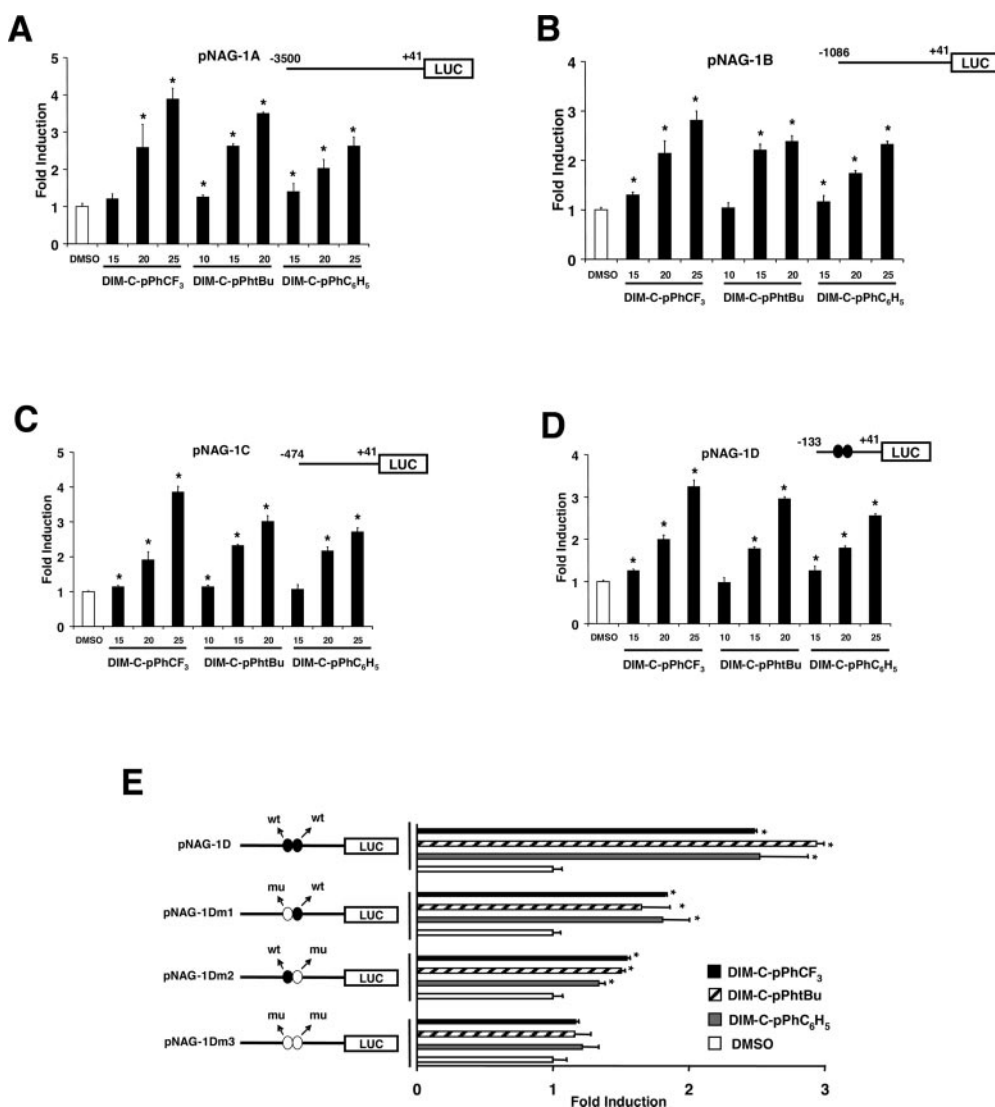 A
pNAG-1A
-3500
+41
LUC
Fold Induction
5
4
3
2
1
0
* * * * * * * *
DMSO 15 20 25 10 15 20 15 20 25
DIM-C-pPhCF₃ DIM-C-pPhtBu DIM-C-pPhC₆H₅
B
pNAG-1B
-1086
+41
LUC
Fold Induction
4
3
2
1
0
* * * * * * * *
DMSO 15 20 25 10 15 20 15 20 25
DIM-C-pPhCF₃ DIM-C-pPhtBu DIM-C-pPhC₆H₅
C
pNAG-1C
-474
+41
LUC
Fold Induction
5
4
3
2
1
0
* * * * * * * *
DMSO 15 20 25 10 15 20 15 20 25
DIM-C-pPhCF₃ DIM-C-pPhtBu DIM-C-pPhC₆H₅
D
pNAG-1D
-133
+41
LUC
Fold Induction
4
3
2
1
0
* * * * * * * *
DMSO 15 20 25 10 15 20 15 20 25
DIM-C-pPhCF₃ DIM-C-pPhtBu DIM-C-pPhC₆H₅
E
wt wt
pNAG-1D LUC
*
*
*
mu wt
pNAG-1Dm1 LUC
*
*
*
wt mu
pNAG-1Dm2 LUC
*
*
*
mu mu
pNAG-1Dm3 LUC
DIM-C-pPhCF₃
DIM-C-pPhtBu
DIM-C-pPhC₆H₅
DMSO
0 1 2 3
Fold Induction